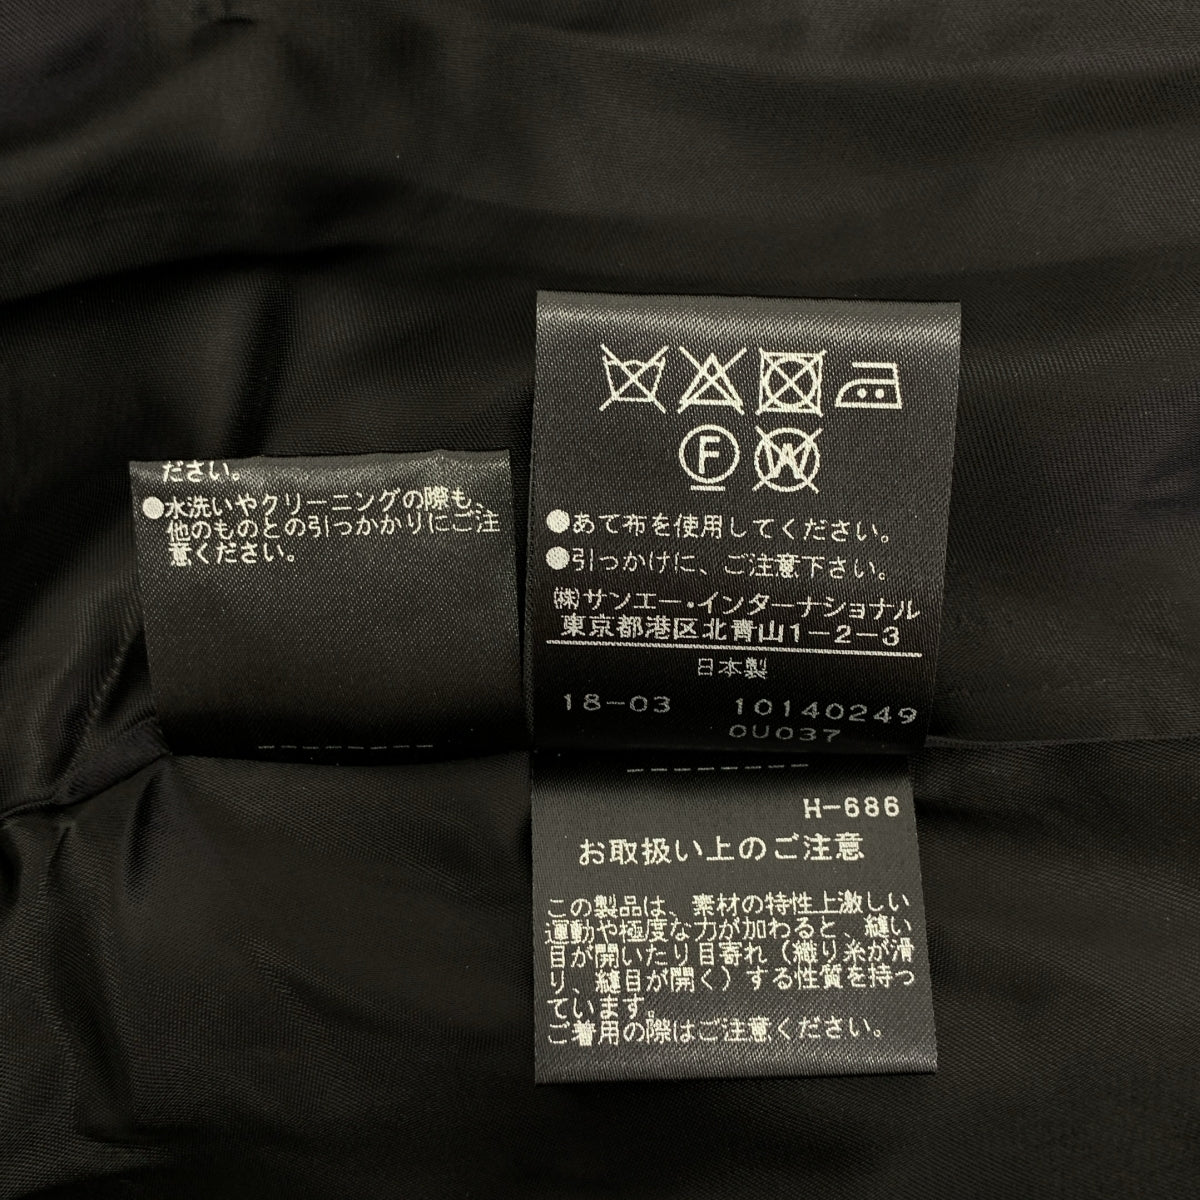 ださい。
●水洗いやクリーニングの際も、
他のものとの引っかかりにご注
意ください。
F
W
●あて布を使用してください。
●引っかけに、ご注意下さい。
㈱サンエー・インターナショナル
東京都港区北青山1-2-3
日本製
18-03 10140249
0U037
H-686
お取扱い上のご注意
この製品は、素材の特性上激しい
運動や極度な力が加わると、縫い
目が開いたり目寄れ(織り糸が滑
り、縫目が開く)する性質を持っ
ています。
ご着用の際はご注意ください。